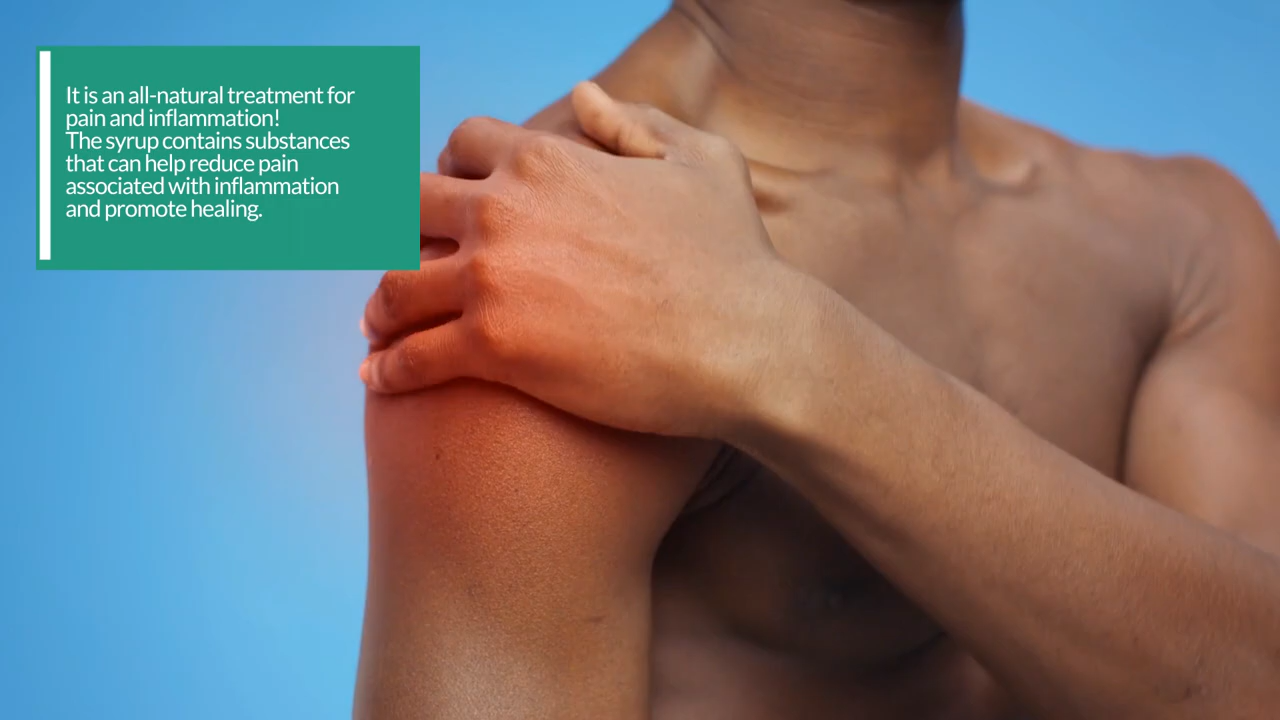 It is an all-natural treatment for
pain and inflammation!
The syrup contains substances
that can help reduce pain
associated with inflammation
and promote healing.